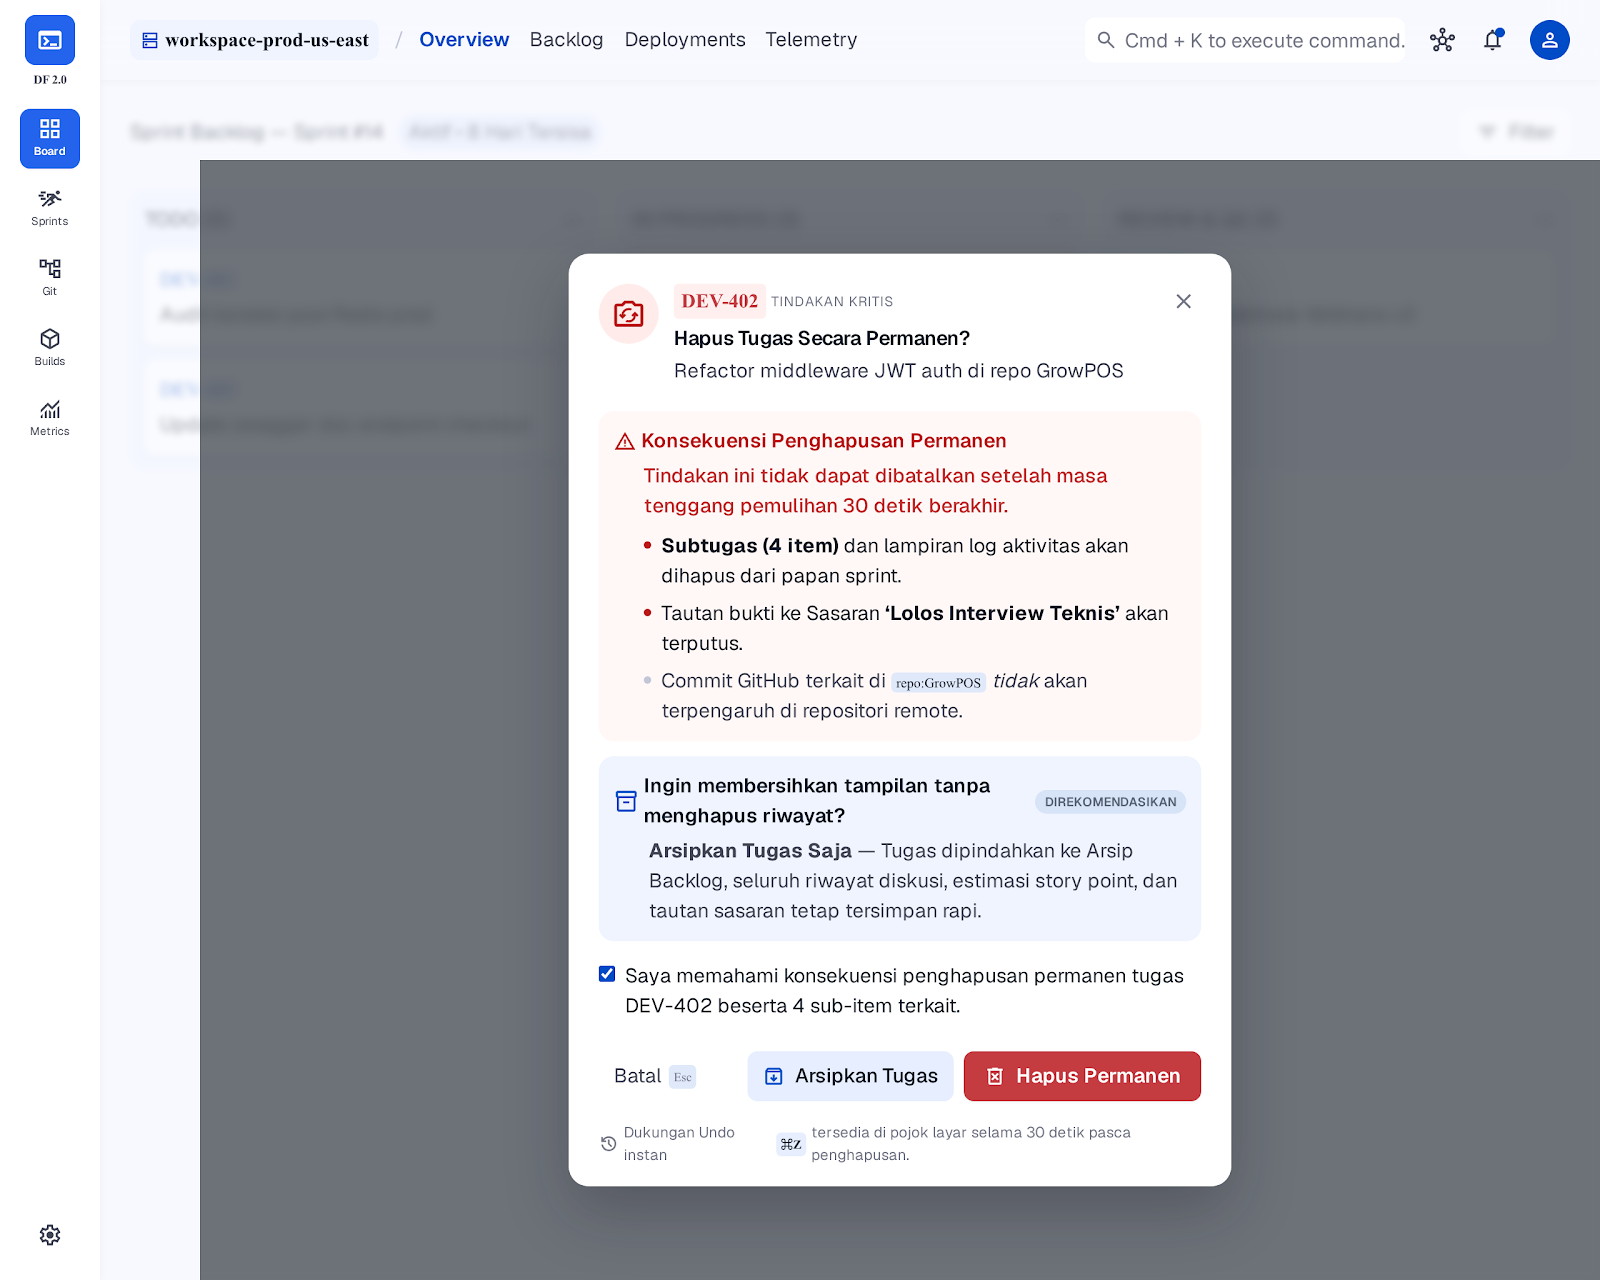 workspace-prod-us-east / Overview Backlog Deployments Telemetry
Cmd + K to execute command.
DF 2.0
Board
Sprints
Git
Builds
Metrics
Sprint Backlog — Sprint #14
Filter
DEV-402 TINDAKAN KRITIS
Hapus Tugas Secara Permanen?
Refactor middleware JWT auth di repo GrowPOS
Konsekuensi Penghapusan Permanen
Tindakan ini tidak dapat dibatalkan setelah masa
tenggang pemulihan 30 detik berakhir.
• Subtugas (4 item) dan lampiran log aktivitas akan
dihapus dari papan sprint.
• Tautan bukti ke Sasaran ‘Lolos Interview Teknis’ akan
terputus.
• Commit GitHub terkait di repo:GrowPOS tidak akan
terpengaruh di repositori remote.
Ingin membersihkan tampilan tanpa
menghapus riwayat?
DIREKOMENDASIKAN
Arsipkan Tugas Saja — Tugas dipindahkan ke Arsip
Backlog, seluruh riwayat diskusi, estimasi story point, dan
tautan sasaran tetap tersimpan rapi.
Saya memahami konsekuensi penghapusan permanen tugas
DEV-402 beserta 4 sub-item terkait.
Batal Esc
Arsipkan Tugas
Hapus Permanen
Dukungan Undo
instan
⌘Z
tersedia di pojok layar selama 30 detik pasca
penghapusan.